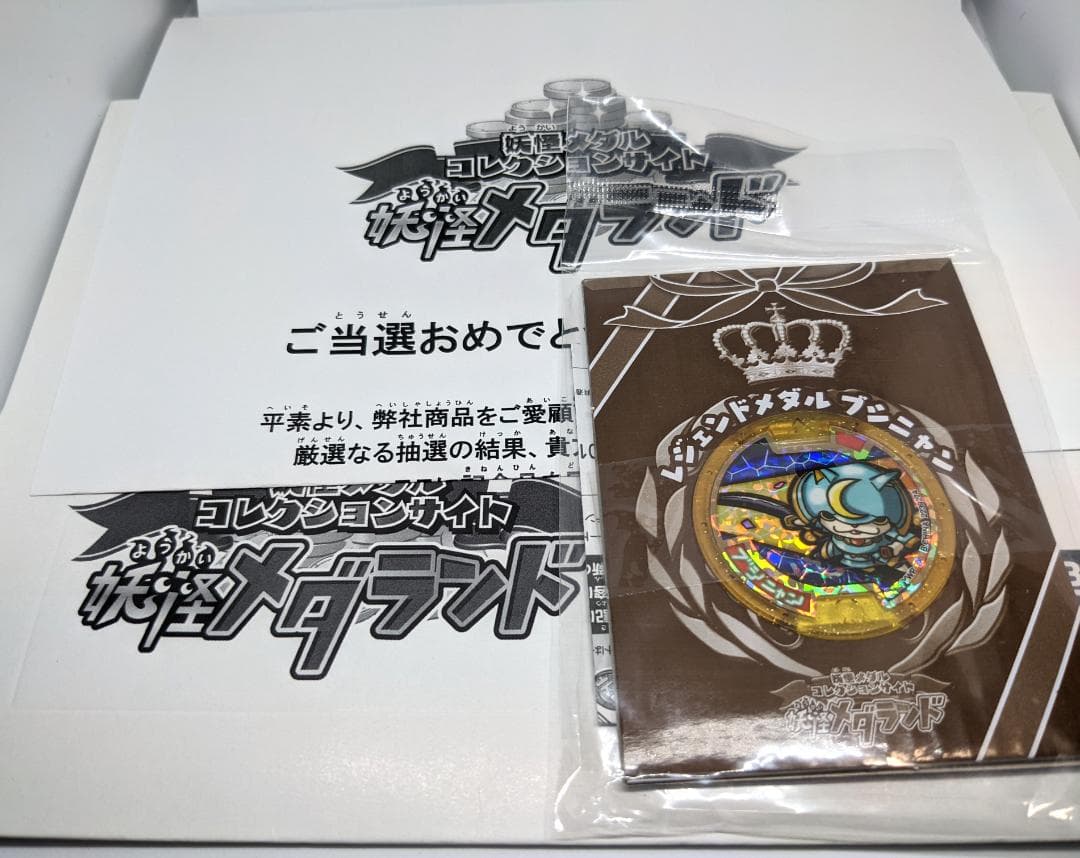 妖怪メダル
コレクションサイト
妖怪メダランド
ご当選おめでと
平素より、弊社商品をご愛顧
厳選なる抽選の結果、貴
コレクションサイト
妖怪メダランド
レジェンドメダル ブシニャン
ブシニャン
妖怪メダル
コレクションサイト
妖怪メダランド